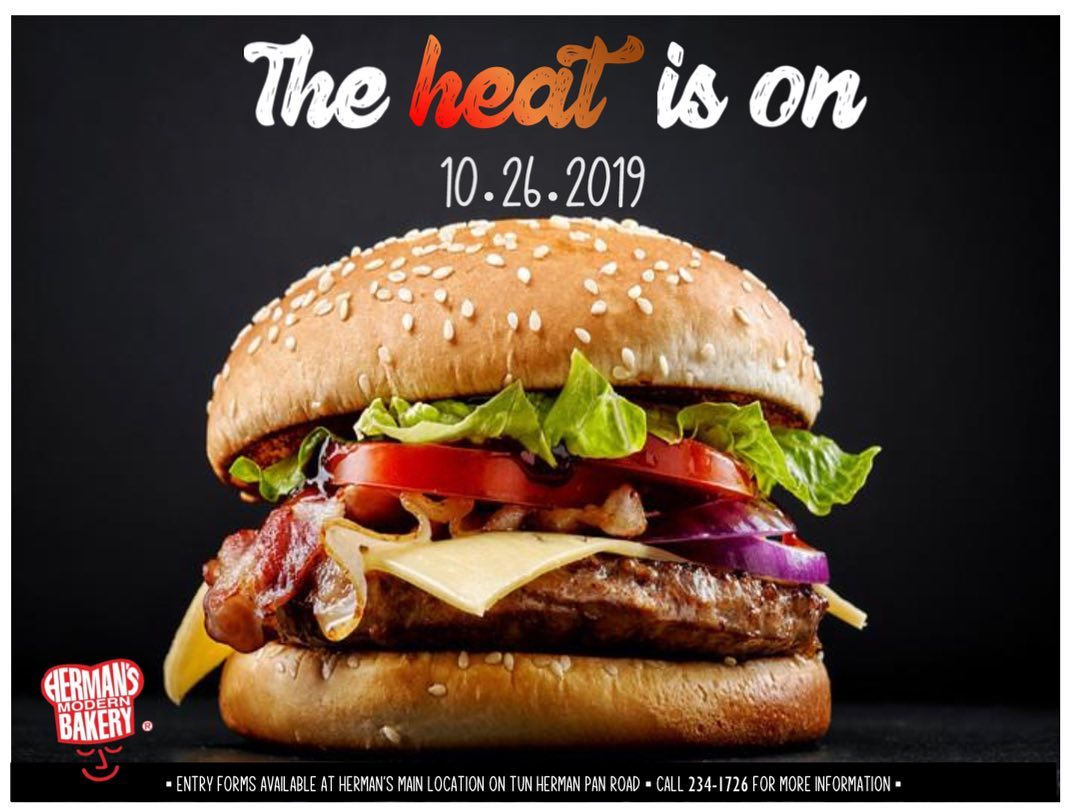 The heat is on
10.26.2019
HERMAN'S
MODERN
BAKERY ®
▪ ENTRY FORMS AVAILABLE AT HERMAN'S MAIN LOCATION ON TUN HERMAN PAN ROAD ▪ CALL 234-1726 FOR MORE INFORMATION ▪